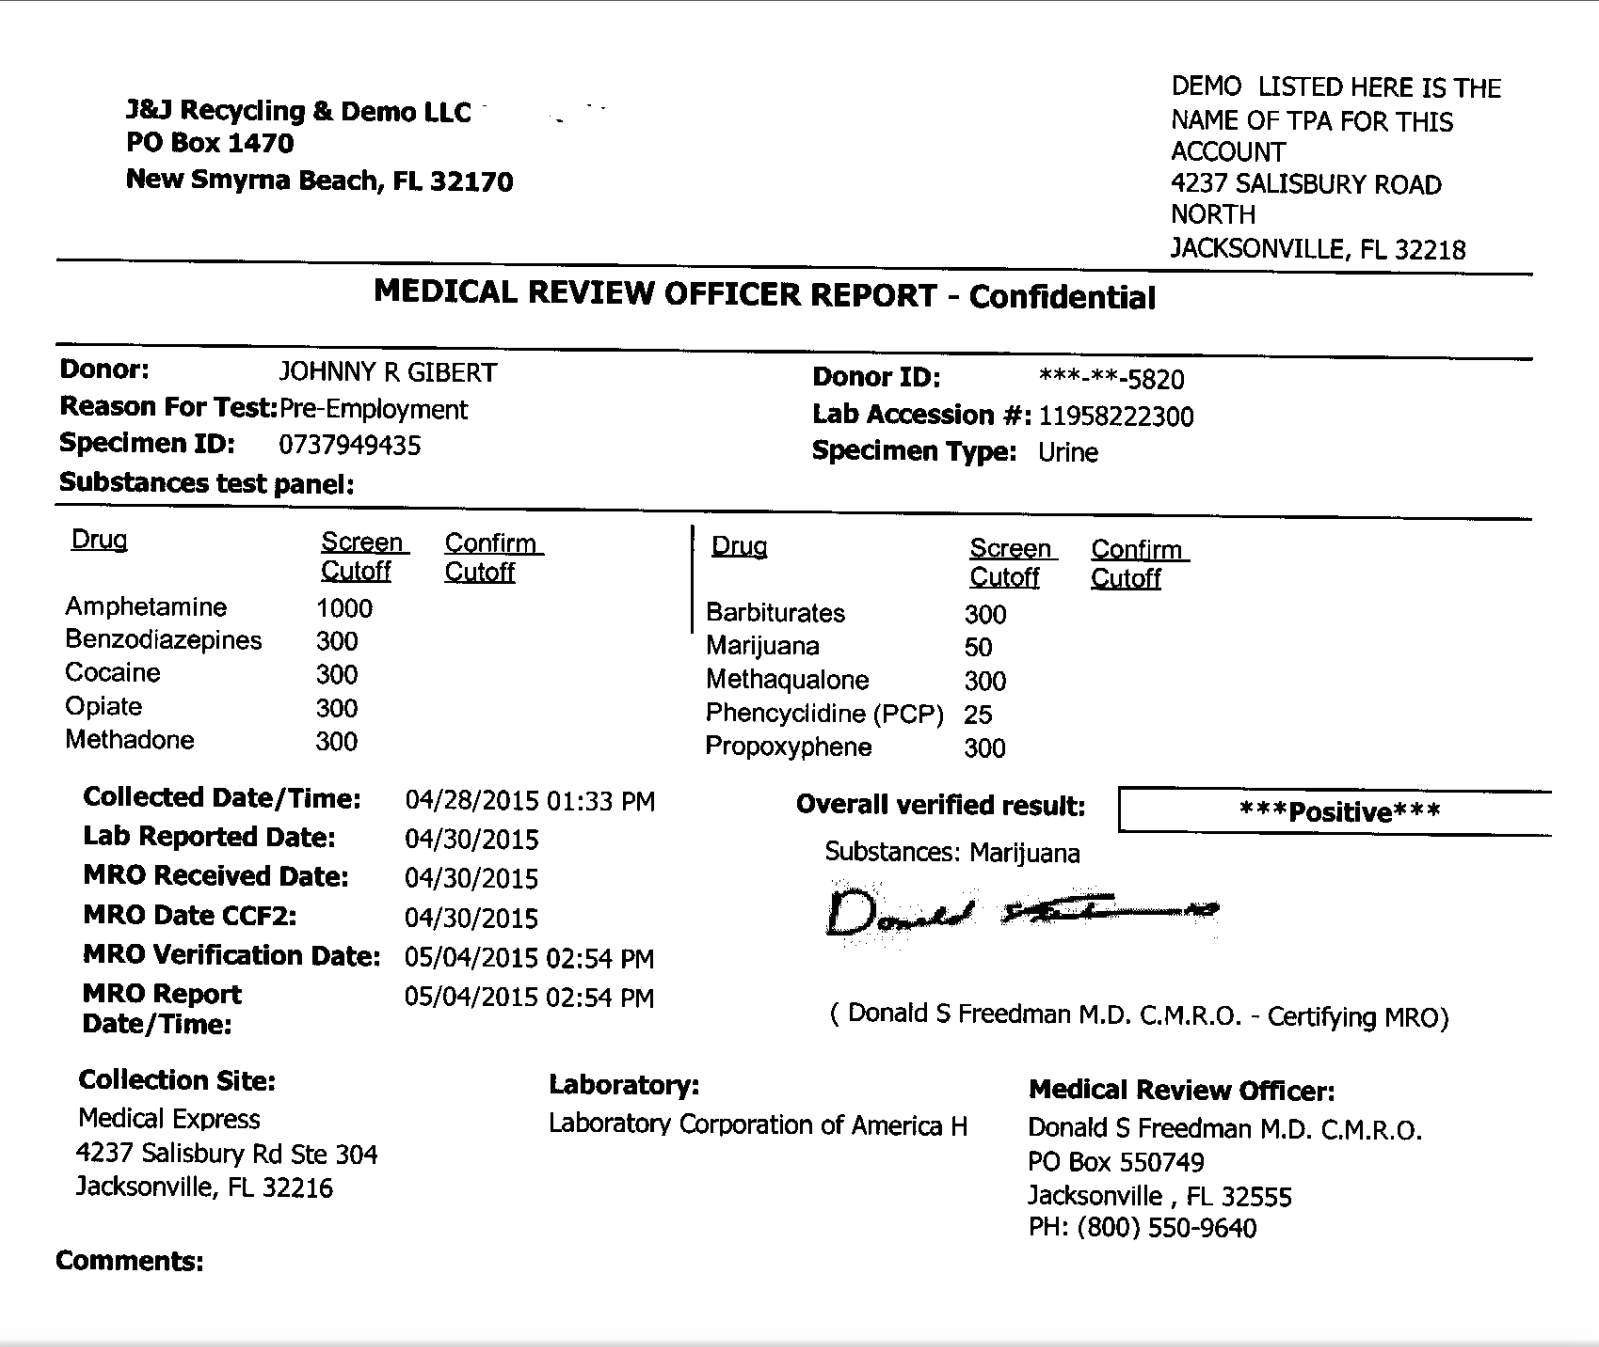 J&J Recycling & Demo LLC
PO Box 1470
New Smyrna Beach, FL 32170
DEMO LISTED HERE IS THE
NAME OF TPA FOR THIS
ACCOUNT
4237 SALISBURY ROAD
NORTH
JACKSONVILLE, FL 32218
MEDICAL REVIEW OFFICER REPORT - Confidential
Donor: JOHNNY R GIBERT
Donor ID: ***-**-5820
Reason For Test: Pre-Employment
Lab Accession #: 11958222300
Specimen ID: 0737949435
Specimen Type: Urine
Substances test panel:
Drug Screen Cutoff Confirm Cutoff
Amphetamine 1000
Benzodiazepines 300
Cocaine 300
Opiate 300
Methadone 300
Drug Screen Cutoff Confirm Cutoff
Barbiturates 300
Marijuana 50
Methaqualone 300
Phencyclidine (PCP) 25
Propoxyphene 300
Collected Date/Time: 04/28/2015 01:33 PM
Lab Reported Date: 04/30/2015
MRO Received Date: 04/30/2015
MRO Date CCF2: 04/30/2015
MRO Verification Date: 05/04/2015 02:54 PM
MRO Report Date/Time: 05/04/2015 02:54 PM
Overall verified result: ***Positive***
Substances: Marijuana
Donald
( Donald S Freedman M.D. C.M.R.O. - Certifying MRO)
Collection Site:
Medical Express
4237 Salisbury Rd Ste 304
Jacksonville, FL 32216
Laboratory:
Laboratory Corporation of America H
Medical Review Officer:
Donald S Freedman M.D. C.M.R.O.
PO Box 550749
Jacksonville , FL 32555
PH: (800) 550-9640
Comments: